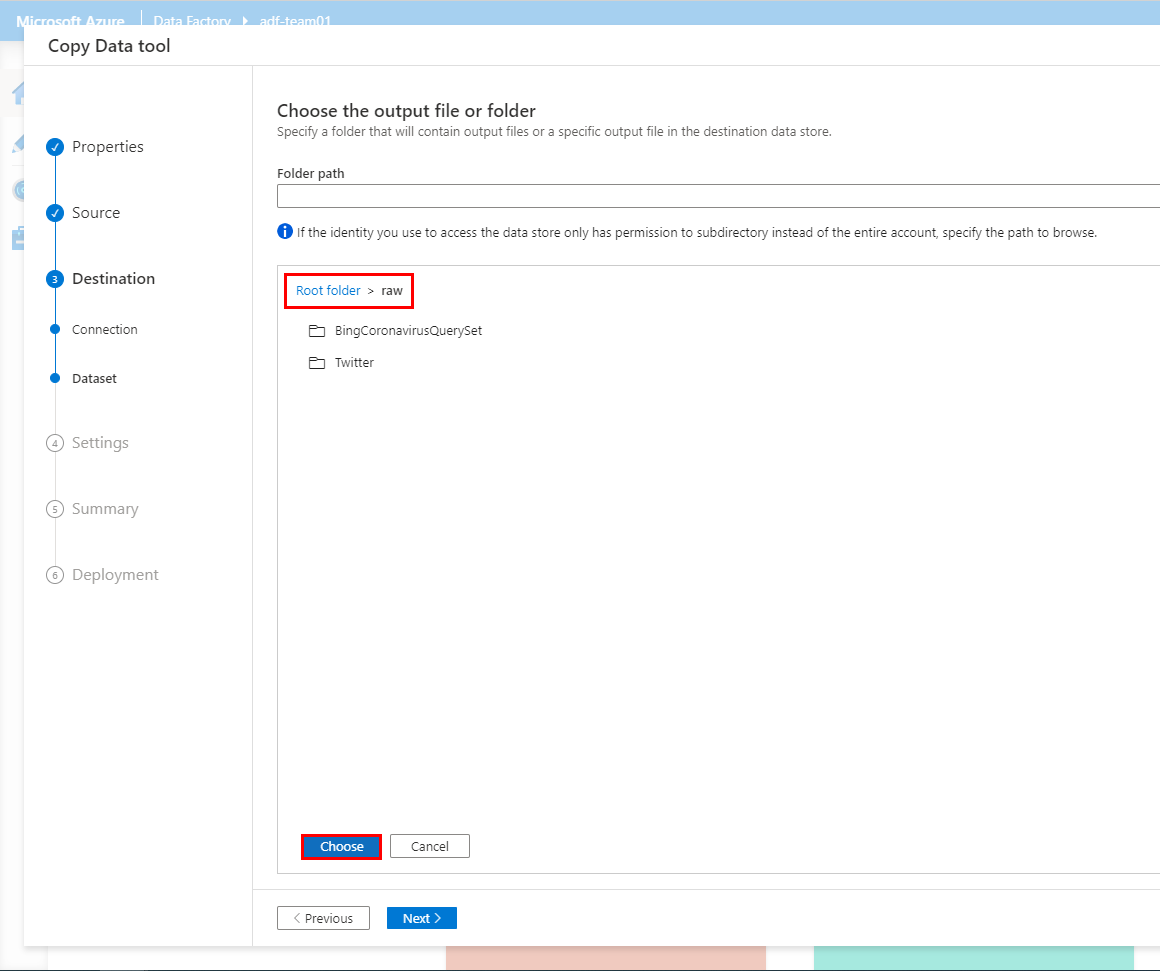 Microsoft Azure Data Factory adf-team01
Copy Data tool
Properties
Source
3 Destination
Connection
Dataset
4 Settings
5 Summary
6 Deployment
Choose the output file or folder
Specify a folder that will contain output files or a specific output file in the destination data store.
Folder path
If the identity you use to access the data store only has permission to subdirectory instead of the entire account, specify the path to browse.
Root folder > raw
BingCoronavirusQuerySet
Twitter
Choose Cancel
< Previous Next >